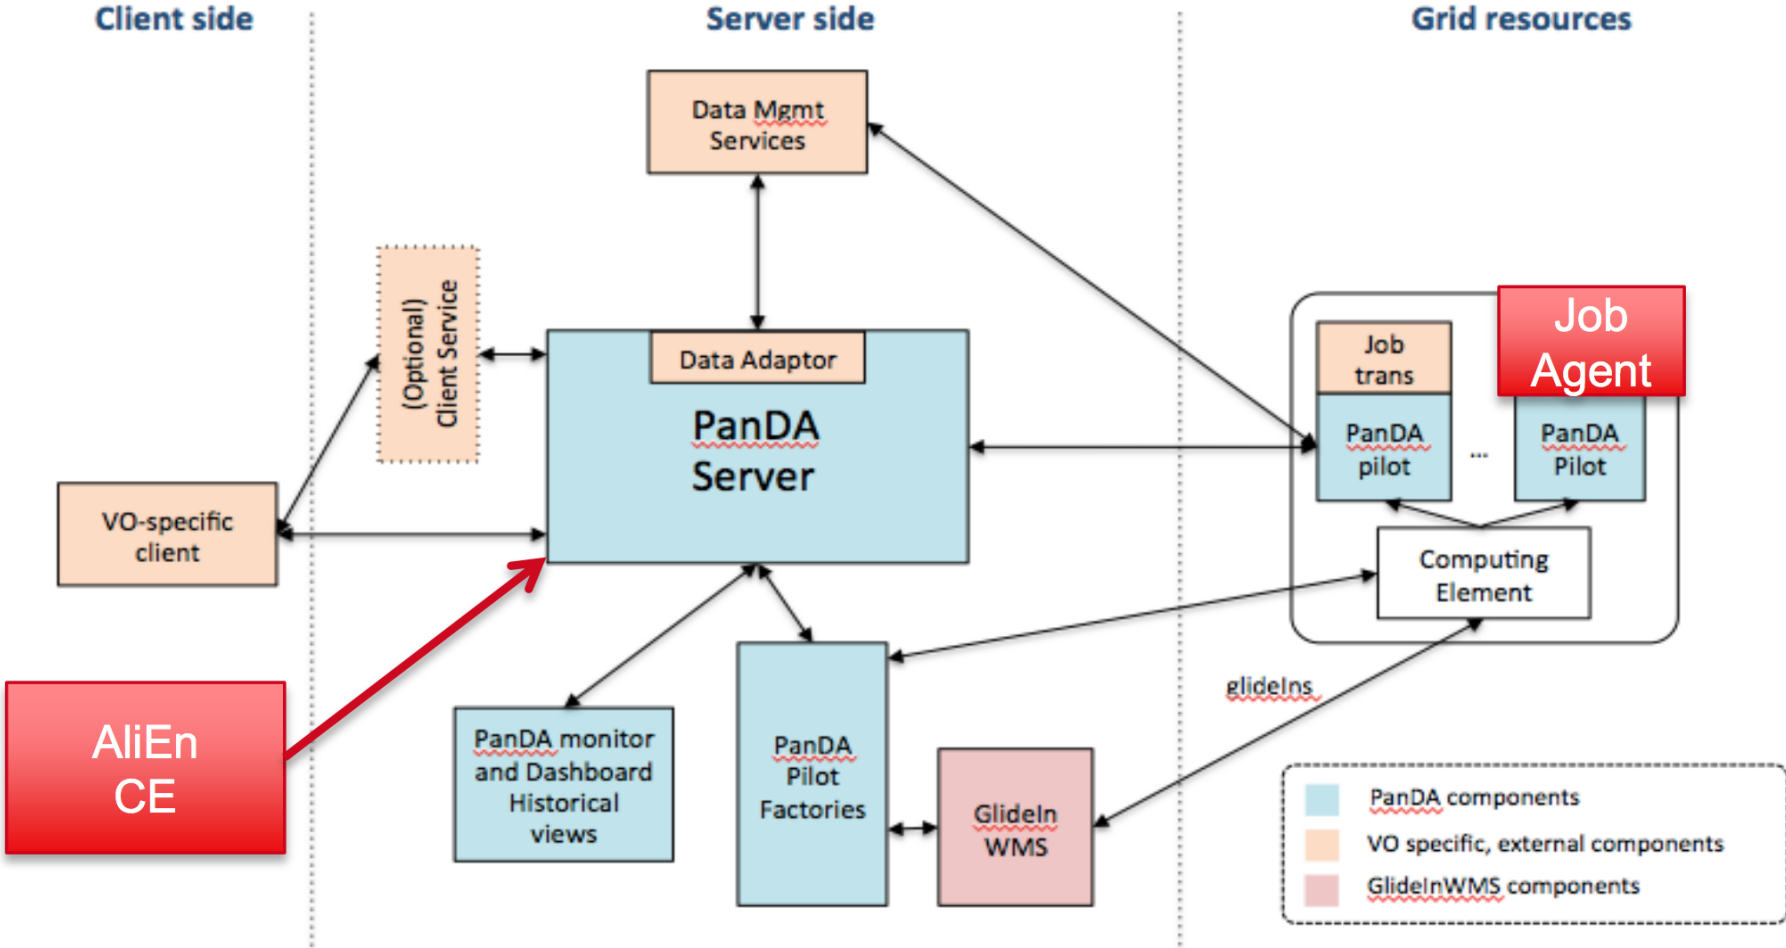 Client side
Server side
Grid resources
Data Mgmt
Services
(Optional)
Client Service
Data Adaptor
PanDA
Server
VO-specific
client
Job
trans
Job
Agent
PanDA
pilot
...
PanDA
Pilot
Computing
Element
glideIns
AliEn
CE
PanDA monitor
and Dashboard
Historical
views
PanDA
Pilot
Factories
GlideIn
WMS
PanDA components
VO specific, external components
GlideInWMS components